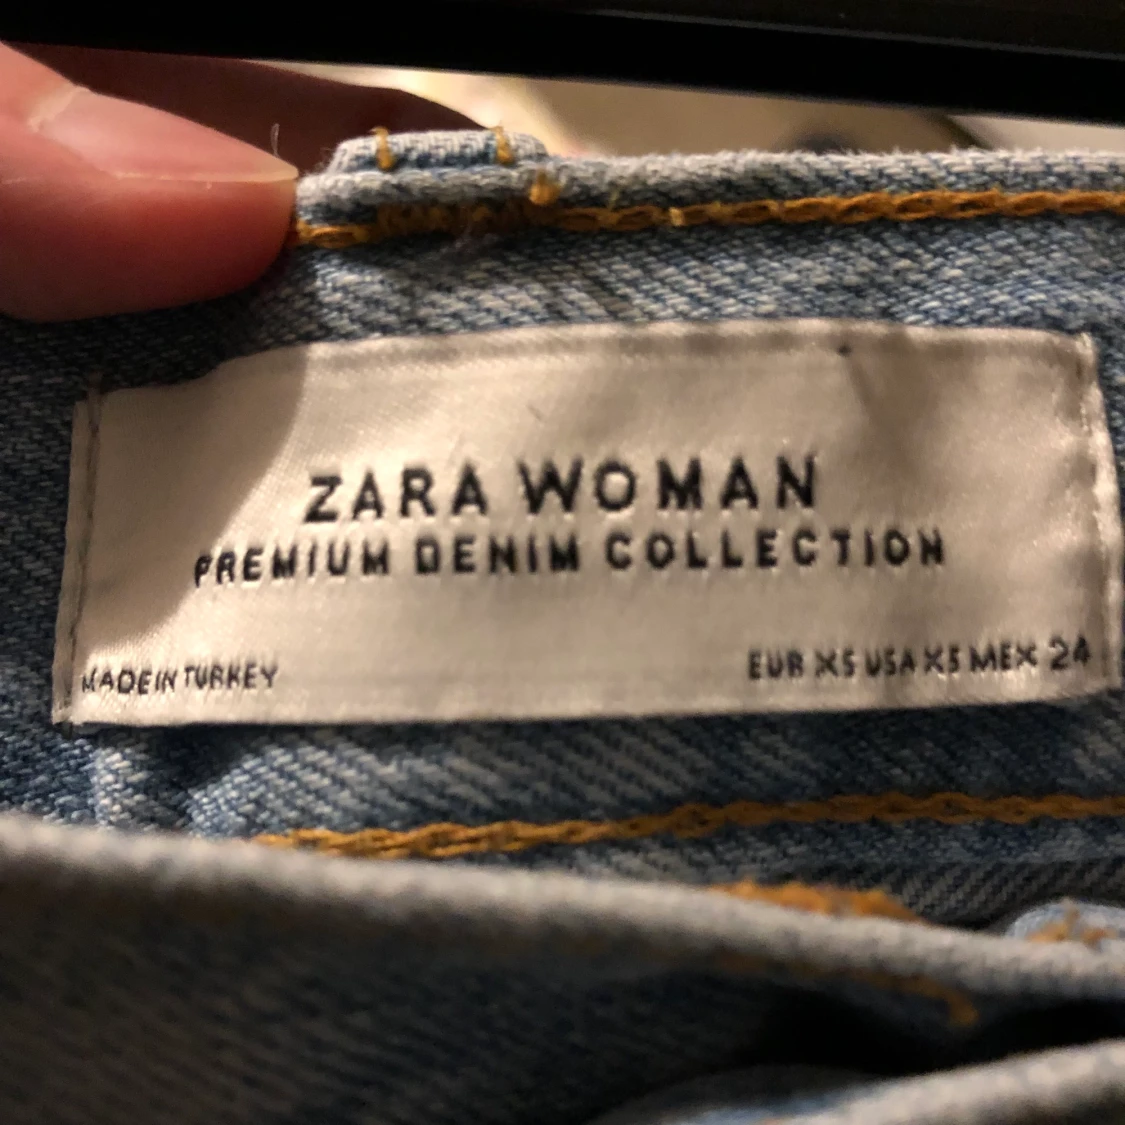 ZARA WOMAN
PREMIUM DENIM COLLECTION
MADE IN TURKEY
EUR XS USA XS MEX 24